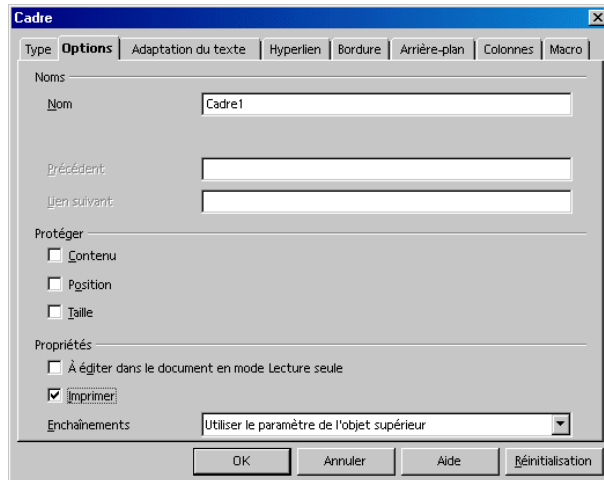 Cadre
Type Options Adaptation du texte Hyperlien Bordure Arrière-plan Colonnes Macro
Noms
Nom Cadre1
Précédent
Lien suivant
Protéger
Contenu
Position
Taille
Propriétés
À éditer dans le document en mode Lecture seule
Imprimer
Enchaînements Utiliser le paramètre de l'objet supérieur
OK Annuler Aide Réinitialisation